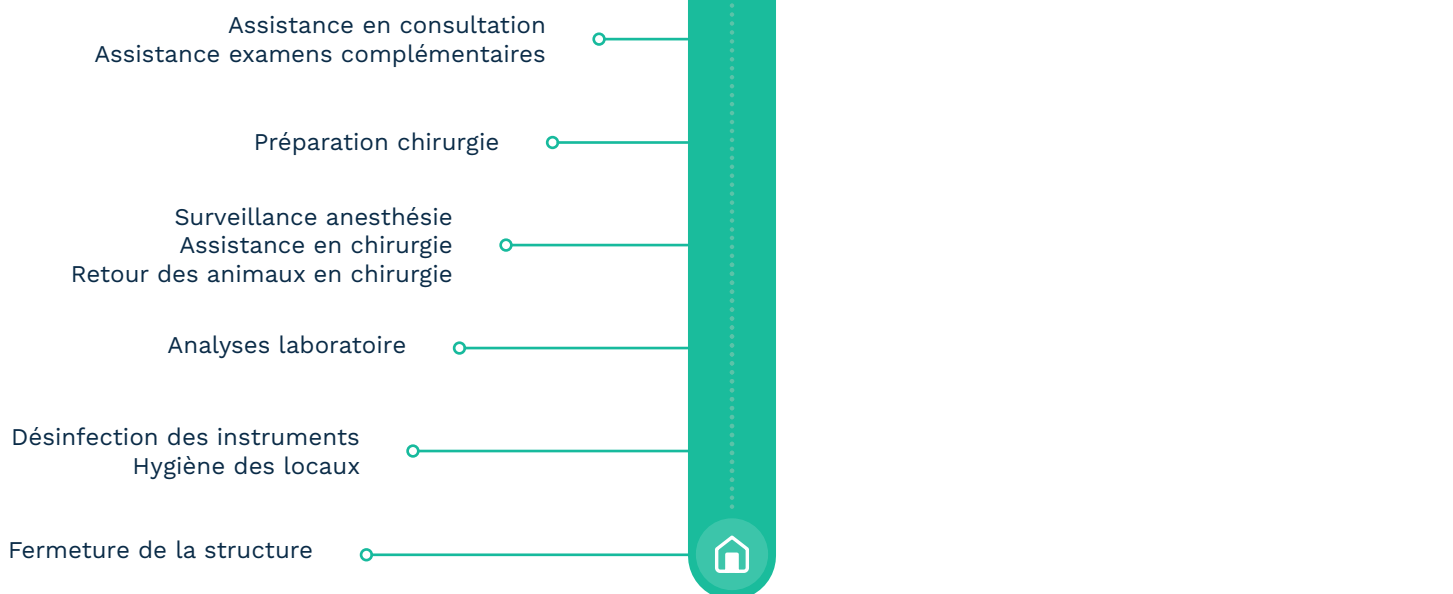 Assistance en consultation
Assistance examens complémentaires
Préparation chirurgie
Surveillance anesthésie
Assistance en chirurgie
Retour des animaux en chirurgie
Analyses laboratoire
Désinfection des instruments
Hygiène des locaux
Fermeture de la structure